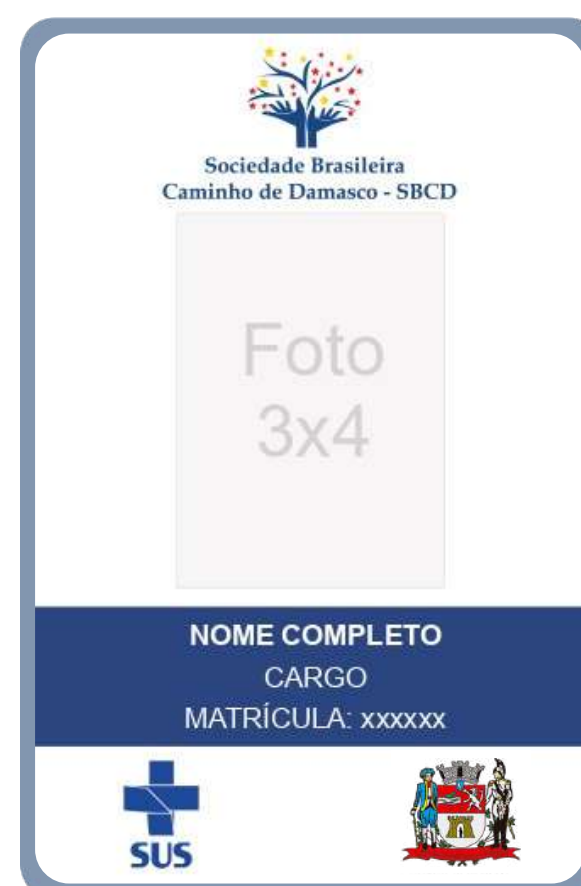 Sociedade Brasileira
Caminho de Damasco - SBCD
Foto
3x4
NOME COMPLETO
CARGO
MATRÍCULA: xxxxxx
SUS